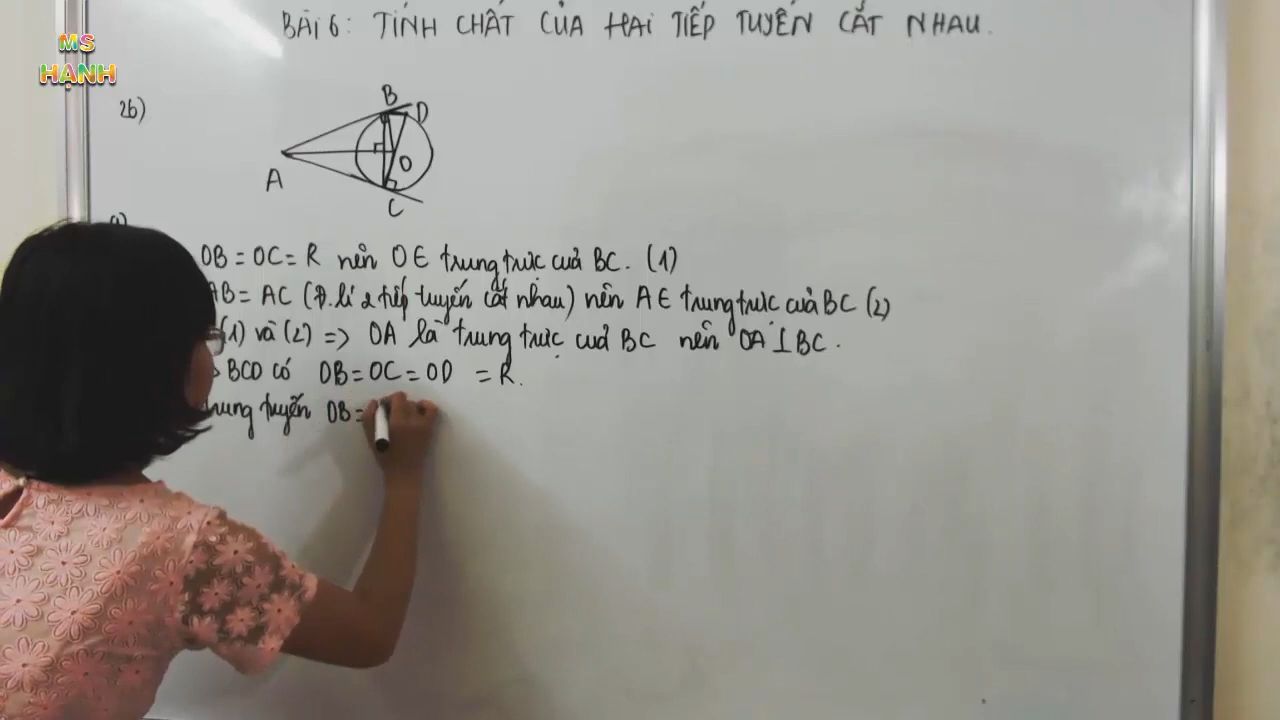 MS
HẠNH
BÀI 6: TÍNH CHẤT CỦA HAI TIẾP TUYẾN CẮT NHAU.
26)
B
D
O
A
C
a)
OB = OC = R nên O ∈ trung trực của BC. (1)
AB = AC (Đ.lí 2 tiếp tuyến cắt nhau) nên A ∈ trung trực của BC (2)
(1) và (2) => OA là trung trực của BC nên OA ⊥ BC.
BCD có OB = OC = OD = R.
tuyến OB =